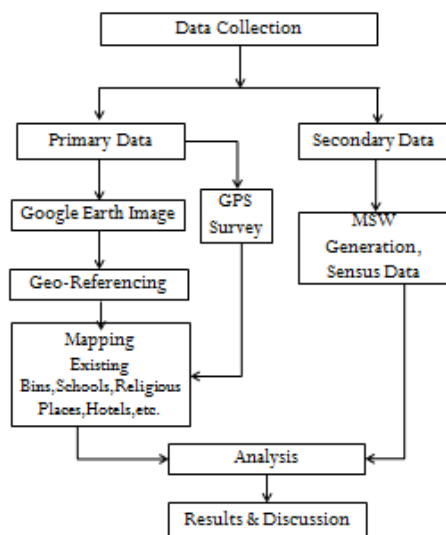 Data Collection
Primary Data
Secondary Data
Google Earth Image
GPS
Survey
MSW
Generation,
Sensus Data
Geo-Referencing
Mapping
Existing
Bins,Schools,Religious
Places,Hotels,etc.
Analysis
Results & Discussion